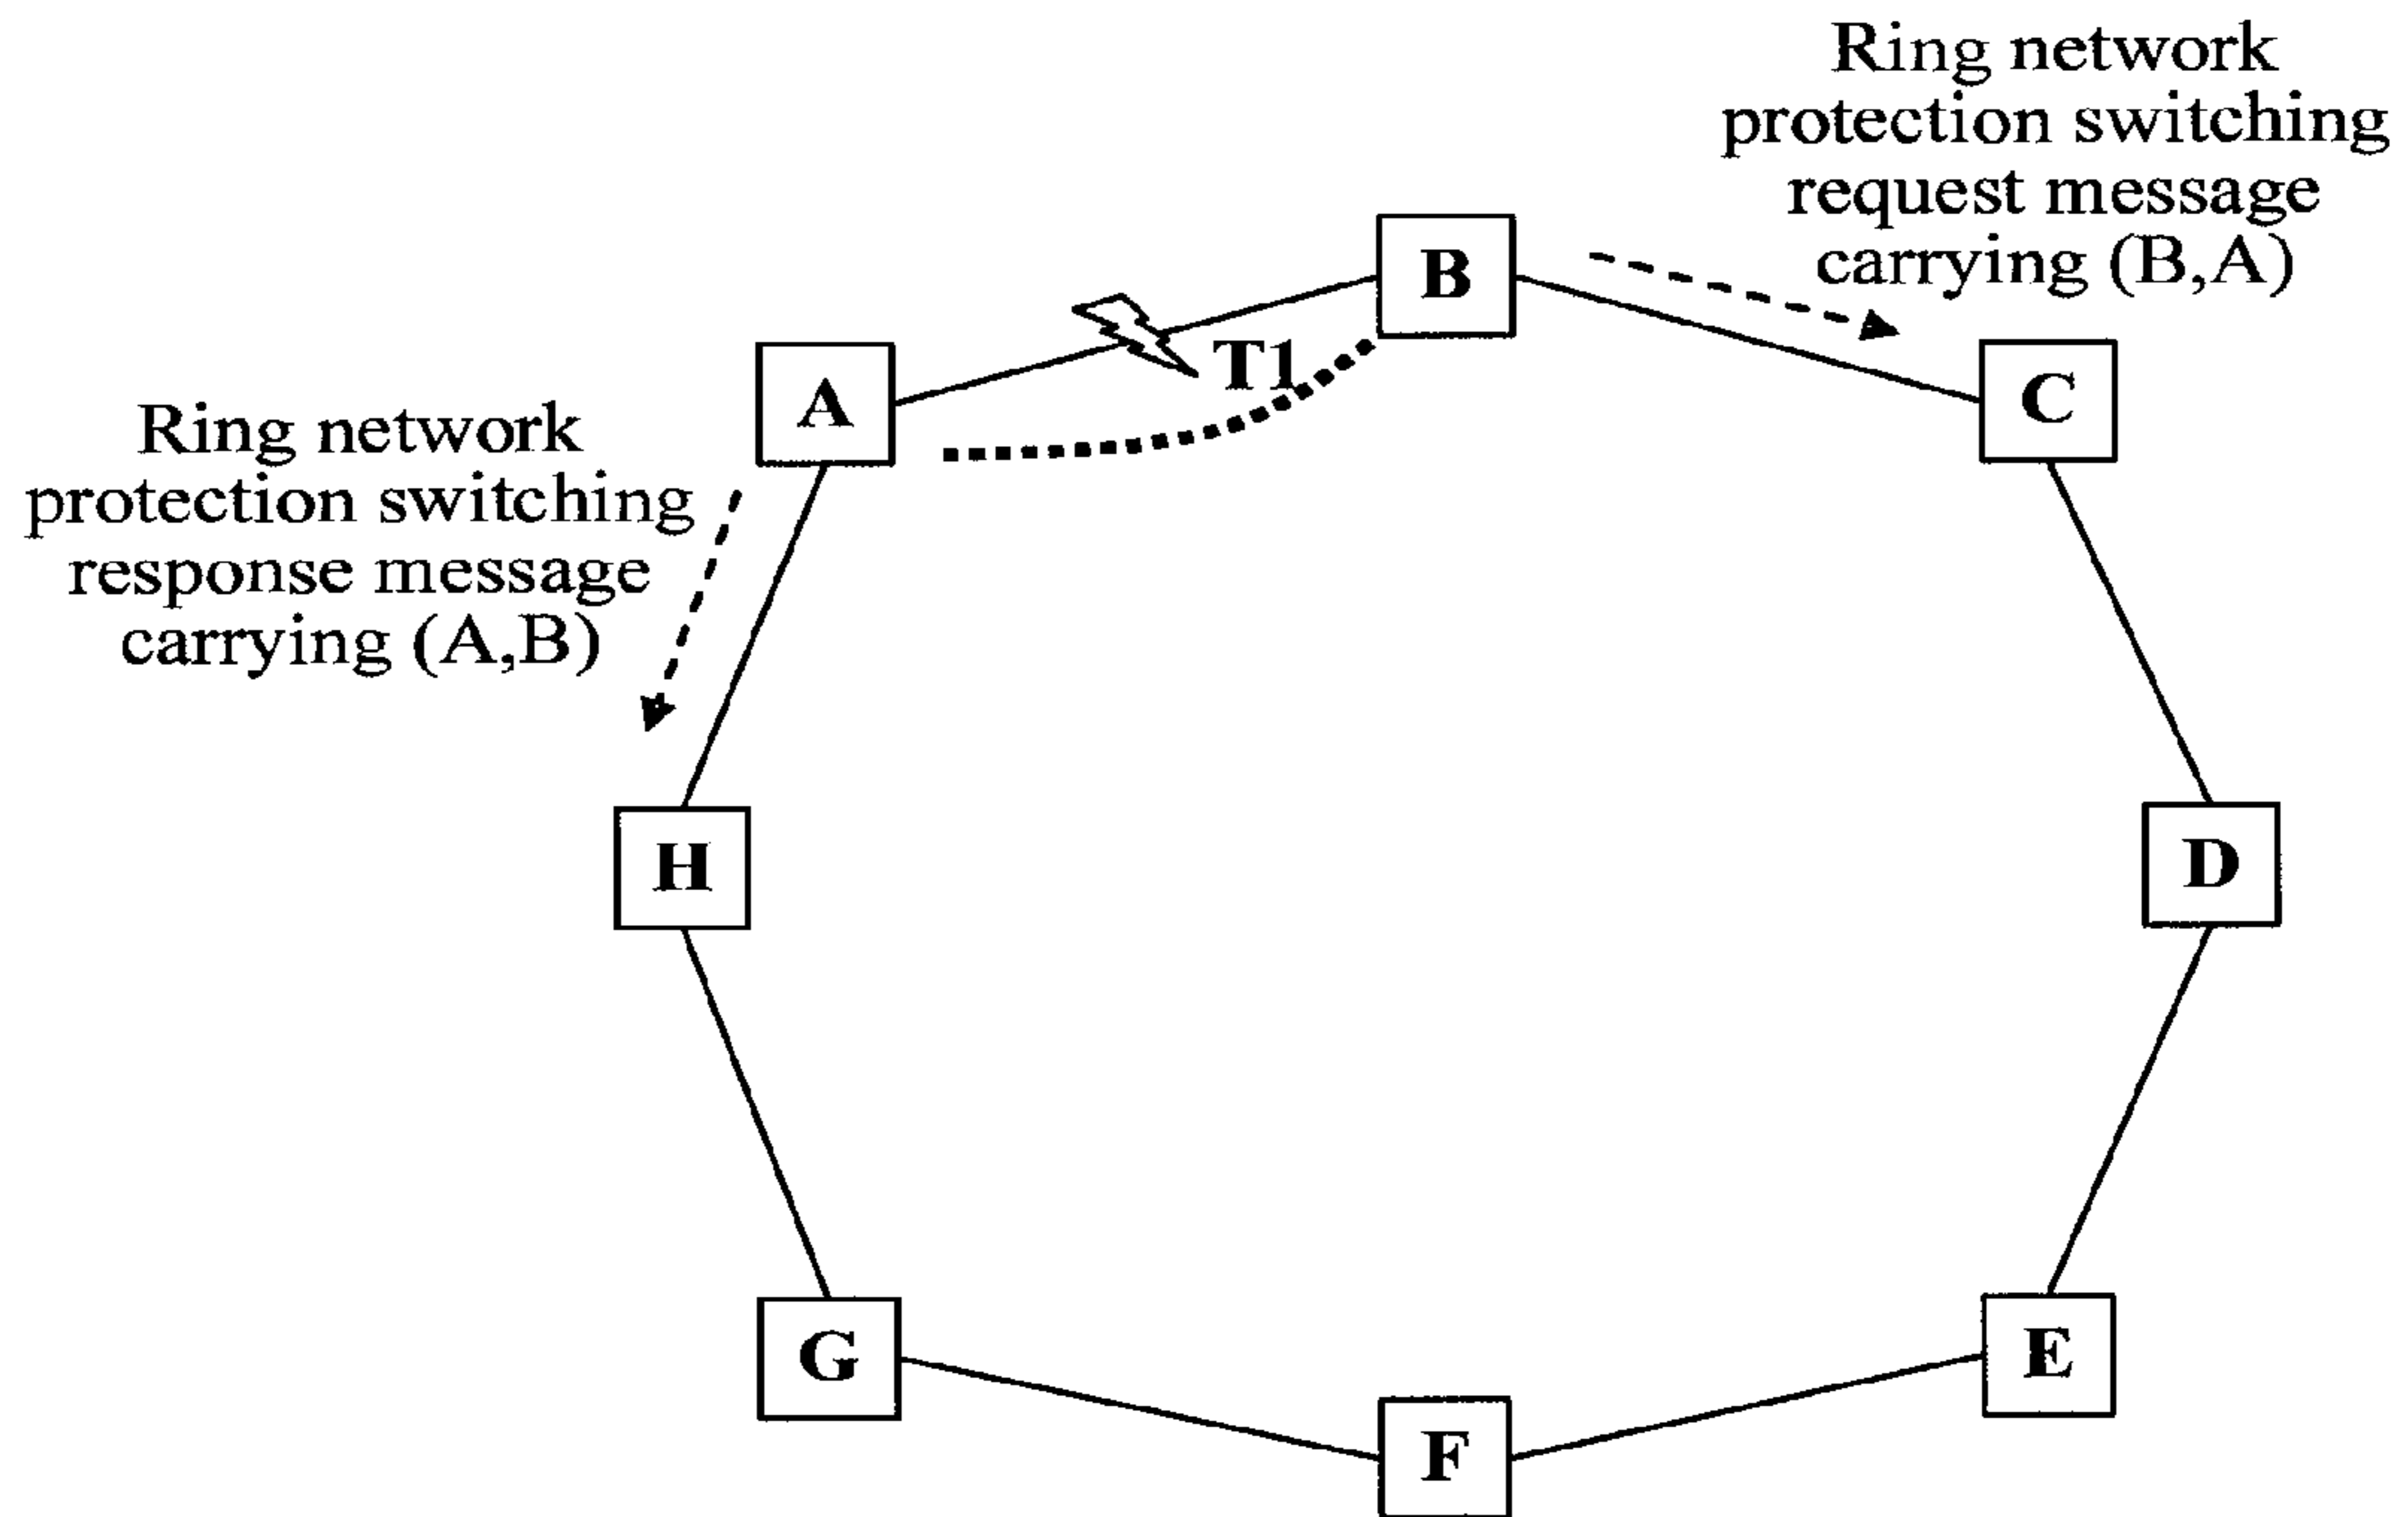 Ring network
protection switching
request message
carrying (B,A)
B
T1
A
C
Ring network
protection switching
response message
carrying (A,B)
H
D
G
E
F